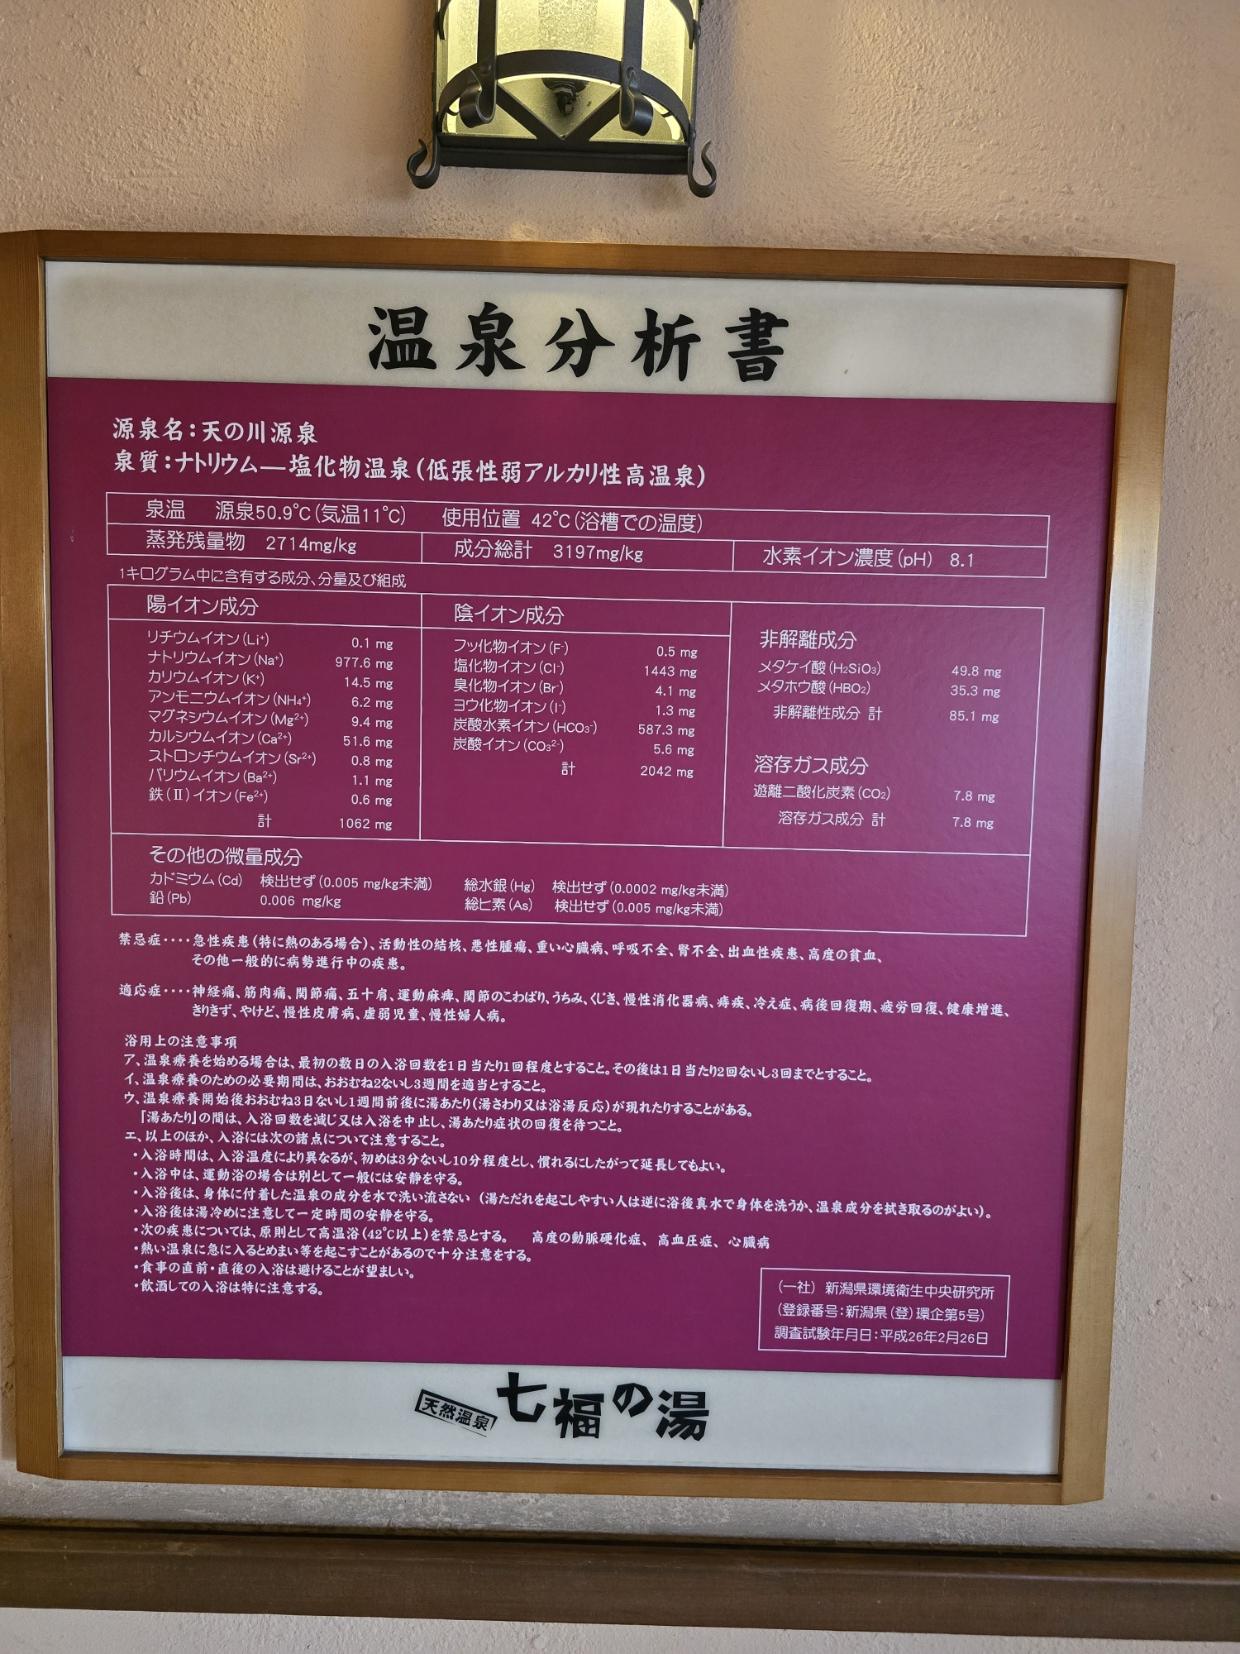 温泉分析書
源泉名：天の川源泉
泉質：ナトリウム―塩化物温泉(低張性弱アルカリ性高温泉)
泉温 源泉50.9℃(気温11℃) 使用位置 42℃(浴槽での温度)
蒸発残量物 2714mg/kg 成分総計 3197mg/kg 水素イオン濃度(pH) 8.1
1キログラム中に含有する成分、分量及び組成
陽イオン成分
リチウムイオン(Li⁺) 0.1 mg
ナトリウムイオン(Na⁺) 977.6 mg
カリウムイオン(K⁺) 14.5 mg
アンモニウムイオン(NH₄⁺) 6.2 mg
マグネシウムイオン(Mg²⁺) 9.4 mg
カルシウムイオン(Ca²⁺) 51.6 mg
ストロンチウムイオン(Sr²⁺) 0.8 mg
バリウムイオン(Ba²⁺) 1.1 mg
鉄(Ⅱ)イオン(Fe²⁺) 0.6 mg
計 1062 mg
陰イオン成分
フッ化物イオン(F⁻) 0.5 mg
塩化物イオン(Cl⁻) 1443 mg
臭化物イオン(Br⁻) 4.1 mg
ヨウ化物イオン(I⁻) 1.3 mg
炭酸水素イオン(HCO₃⁻) 587.3 mg
炭酸イオン(CO₃²⁻) 5.6 mg
計 2042 mg
非解離成分
メタケイ酸(H₂SiO₃) 49.8 mg
メタホウ酸(HBO₂) 35.3 mg
非解離性成分 計 85.1 mg
溶存ガス成分
遊離二酸化炭素(CO₂) 7.8 mg
溶存ガス成分 計 7.8 mg
その他の微量成分
カドミウム(Cd) 検出せず(0.005 mg/kg未満) 総水銀(Hg) 検出せず(0.0002 mg/kg未満)
鉛(Pb) 0.006 mg/kg 総ヒ素(As) 検出せず(0.005 mg/kg未満)
禁忌症‥‥急性疾患(特に熱のある場合)、活動性の結核、悪性腫瘍、重い心臓病、呼吸不全、腎不全、出血性疾患、高度の貧血、
その他一般的に病勢進行中の疾患。
適応症‥‥神経痛、筋肉痛、関節痛、五十肩、運動麻痺、関節のこわばり、うちみ、くじき、慢性消化器病、痔疾、冷え症、病後回復期、疲労回復、健康増進、
きりきず、やけど、慢性皮膚病、虚弱児童、慢性婦人病。
浴用上の注意事項
ア、温泉療養を始める場合は、最初の数日の入浴回数を1日当たり1回程度とすること。その後は1日当たり2回ないし3回までとすること。
イ、温泉療養のための必要期間は、おおむね2ないし3週間を適当とすること。
ウ、温泉療養開始後おおむね3日ないし1週間前後に湯あたり(湯さわり又は浴湯反応)が現れたりすることがある。
「湯あたり」の間は、入浴回数を減じ又は入浴を中止し、湯あたり症状の回復を待つこと。
エ、以上のほか、入浴には次の諸点について注意すること。
・入浴時間は、入浴温度により異なるが、初めは3分ないし10分程度とし、慣れるにしたがって延長してもよい。
・入浴中は、運動浴の場合は別として一般には安静を守る。
・入浴後は、身体に付着した温泉の成分を水で洗い流さない (湯ただれを起こしやすい人は逆に浴後真水で身体を洗うか、温泉成分を拭き取るのがよい)。
・入浴後は湯冷めに注意して一定時間の安静を守る。
・次の疾患については、原則として高温浴(42℃以上)を禁忌とする。 高度の動脈硬化症、高血圧症、心臓病
・熱い温泉に急に入るとめまい等を起こすことがあるので十分注意をする。
・食事の直前・直後の入浴は避けることが望ましい。
・飲酒しての入浴は特に注意する。
(一社) 新潟県環境衛生中央研究所
(登録番号：新潟県(登)環企第5号)
調査試験年月日：平成26年2月26日
天然温泉 七福の湯